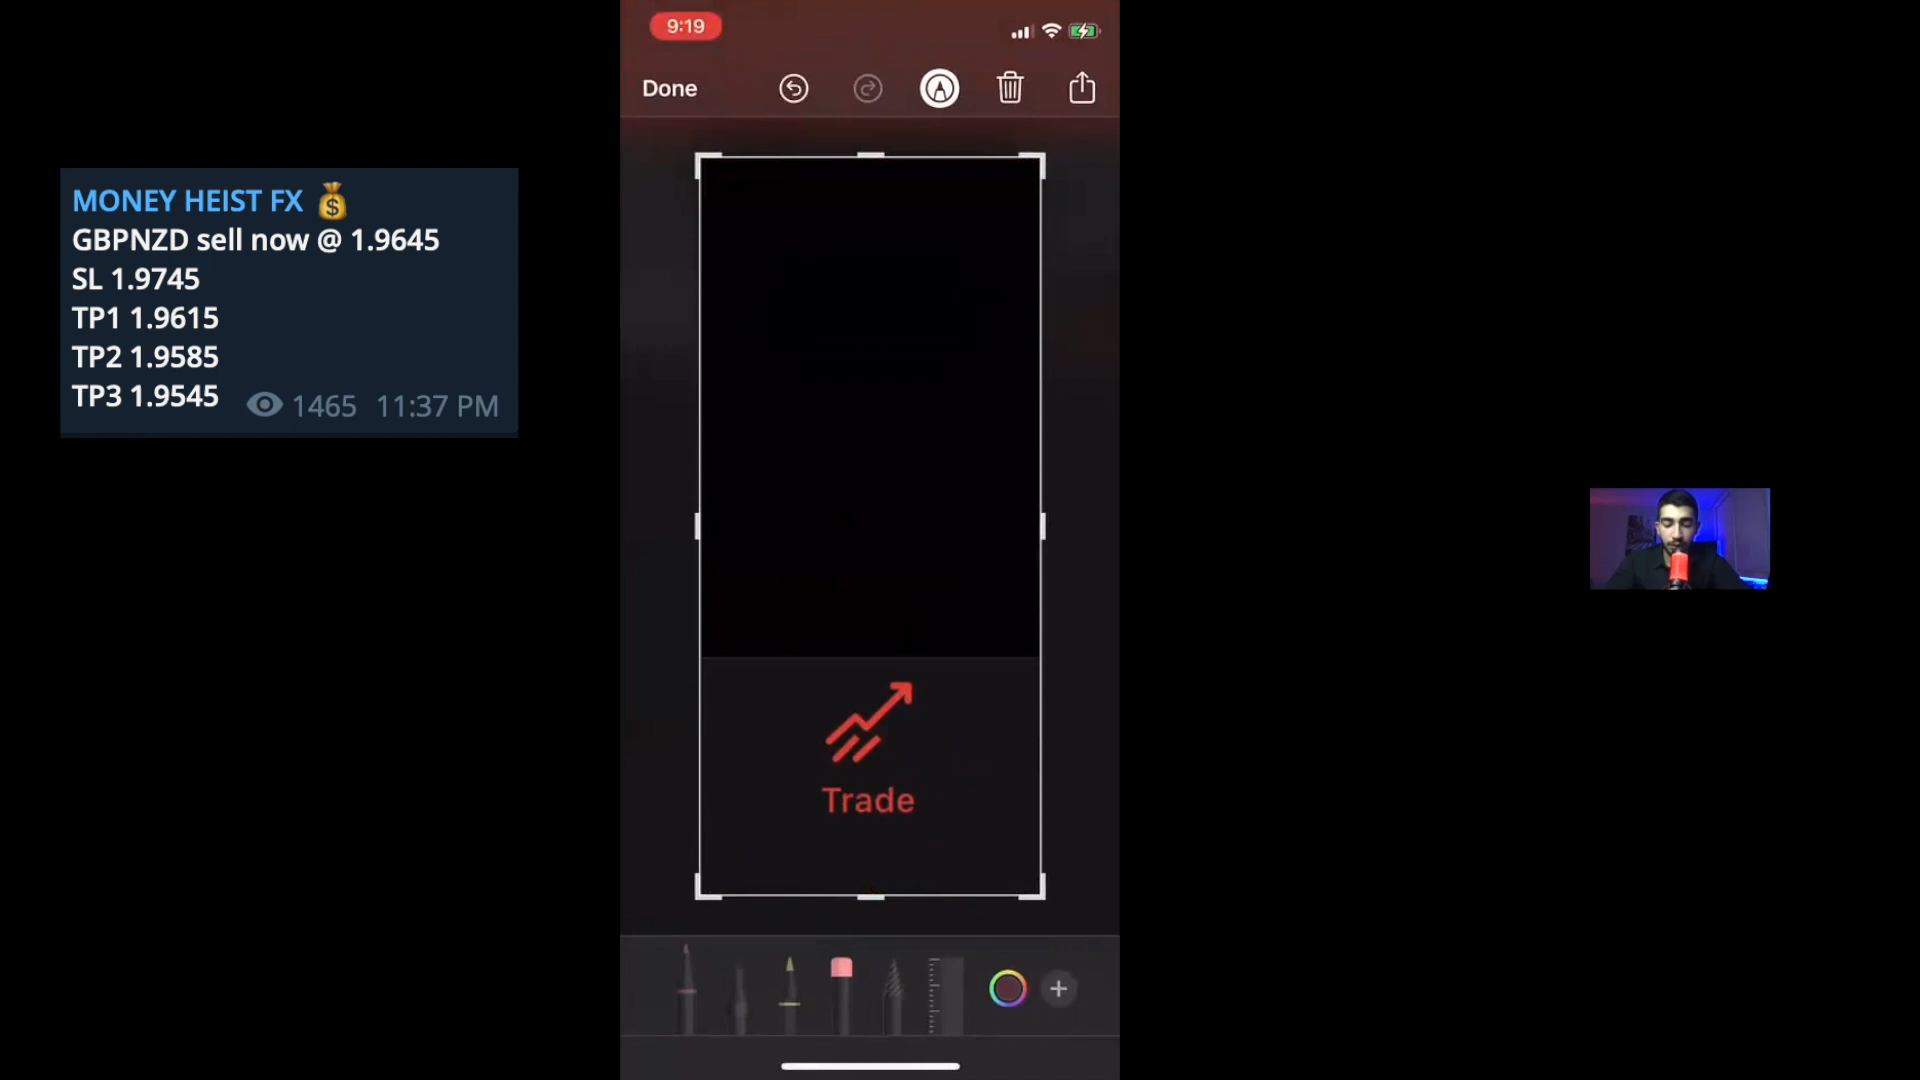 9:19
Done
MONEY HEIST FX 💰
GBPNZD sell now @ 1.9645
SL 1.9745
TP1 1.9615
TP2 1.9585
TP3 1.9545
1465 11:37 PM
Trade